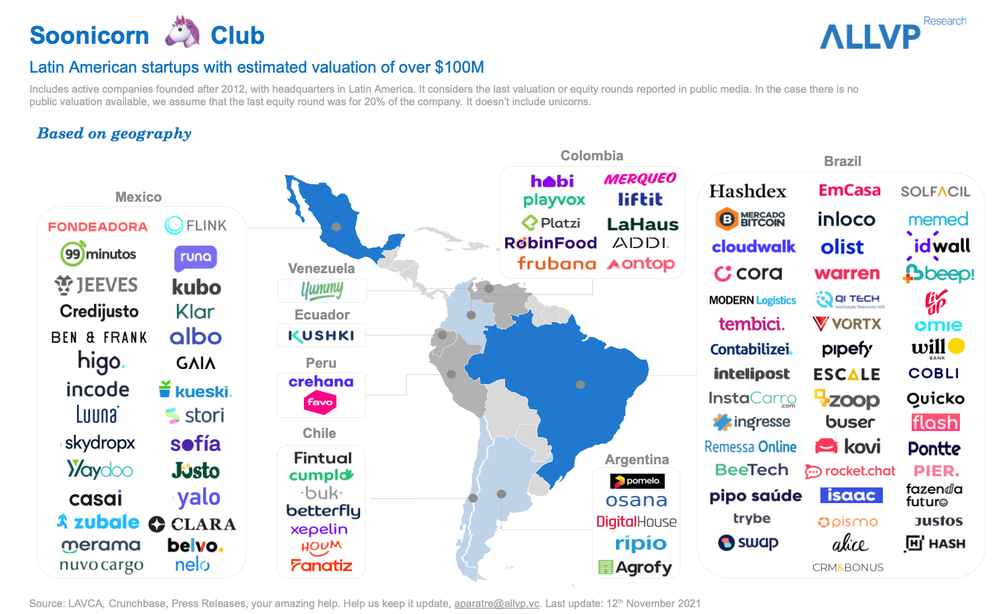 Soonicorn Club
ALLVP Research
Latin American startups with estimated valuation of over $100M
Includes active companies founded after 2012, with headquarters in Latin America. It considers the last valuation or equity rounds reported in public media. In the case there is no
public valuation available, we assume that the last equity round was for 20% of the company. It doesn't include unicorns.
Based on geography
Mexico
FONDEADORA FLINK
99 minutos runa
JEEVES kubo
Credijusto Klar
BEN & FRANK albo
higo. GAIA
incode kueski.
Luuna stori
skydropx sofía
Yaydoo Justo
casai yalo
zubale CLARA
merama belvo.
nuvocargo nelo
Venezuela
Yummy
Ecuador
KUSHKI
Peru
crehana
favo
Chile
Fintual
cumplo
·buk·
betterfly
xepelin
HOUM
Fanatiz
Colombia
habi MERQUEO
playvox liftit
Platzi LaHaus
RobinFood ADDI
frubana ontop
Argentina
pomelo
osana
DigitalHouse
ripio
Agrofy
Brazil
Hashdex EmCasa SOLFACIL
MERCADO BITCOIN inloco memed
cloudwalk olist idwall
cora warren beep!
MODERN Logistics QI TECH LIV UP
tembici. VORTX omie
Contabilizei. pipefy will BANK
intelipost ESCALE COBLI
InstaCarro.com zoop Quicko
ingresse buser flash
Remessa Online kovi Pontte
BeeTech rocket.chat PIER.
pipo saúde isaac fazenda futuro
trybe pismo JUSTOS
swap alice HASH
CRM&BONUS
Source: LAVCA, Crunchbase, Press Releases, your amazing help. Help us keep it update, aparatre@allvp.vc. Last update: 12th November 2021